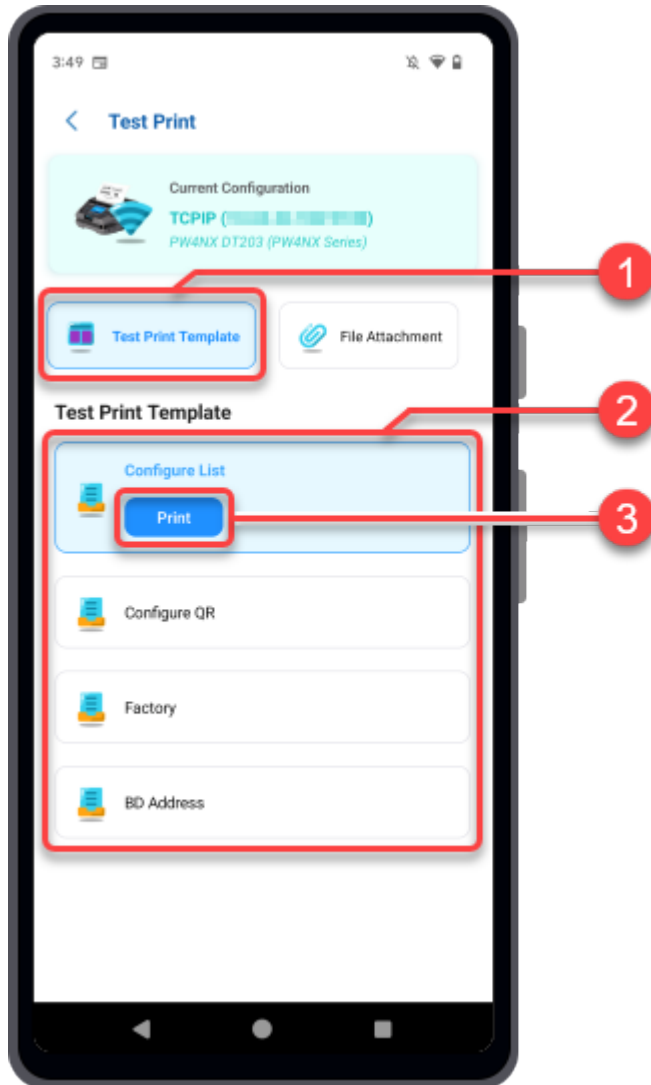 3:49
Test Print
Current Configuration
TCPIP (
)
PW4NX DT203 (PW4NX Series)
1
Test Print Template
File Attachment
Test Print Template
2
Configure List
Print
3
Configure QR
Factory
BD Address